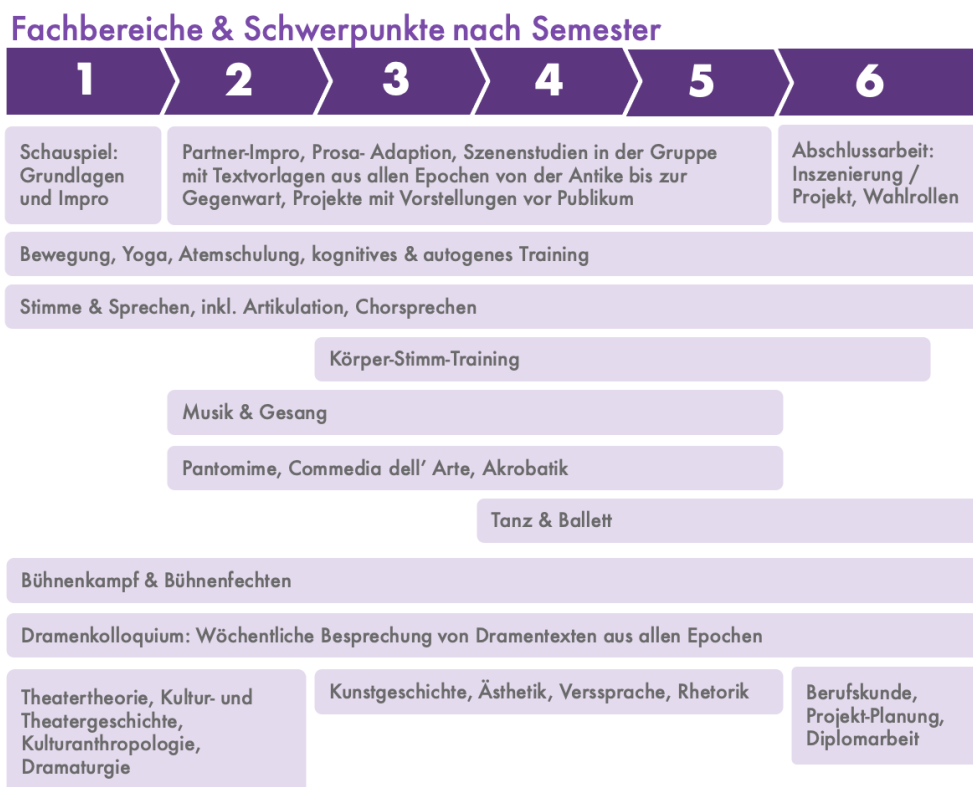 Fachbereiche & Schwerpunkte nach Semester
1 2 3 4 5 6
Schauspiel:
Grundlagen
und Impro
Partner-Impro, Prosa- Adaption, Szenenstudien in der Gruppe
mit Textvorlagen aus allen Epochen von der Antike bis zur
Gegenwart, Projekte mit Vorstellungen vor Publikum
Abschlussarbeit:
Inszenierung /
Projekt, Wahlrollen
Bewegung, Yoga, Atemschulung, kognitives & autogenes Training
Stimme & Sprechen, inkl. Artikulation, Chorsprechen
Körper-Stimm-Training
Musik & Gesang
Pantomime, Commedia dell’ Arte, Akrobatik
Tanz & Ballett
Bühnenkampf & Bühnenfechten
Dramenkolloquium: Wöchentliche Besprechung von Dramentexten aus allen Epochen
Theatertheorie, Kultur- und
Theatergeschichte,
Kulturanthropologie,
Dramaturgie
Kunstgeschichte, Ästhetik, Verssprache, Rhetorik
Berufskunde,
Projekt-Planung,
Diplomarbeit